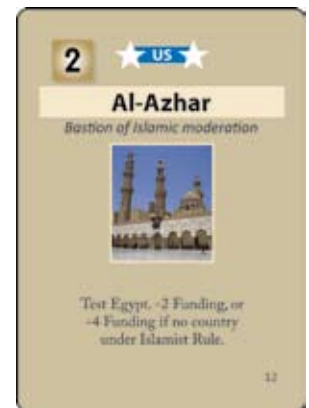 2
US
Al-Azhar
Bastion of Islamic moderation
Test Egypt. -2 Funding, or
-4 Funding if no country
under Islamist Rule.
12